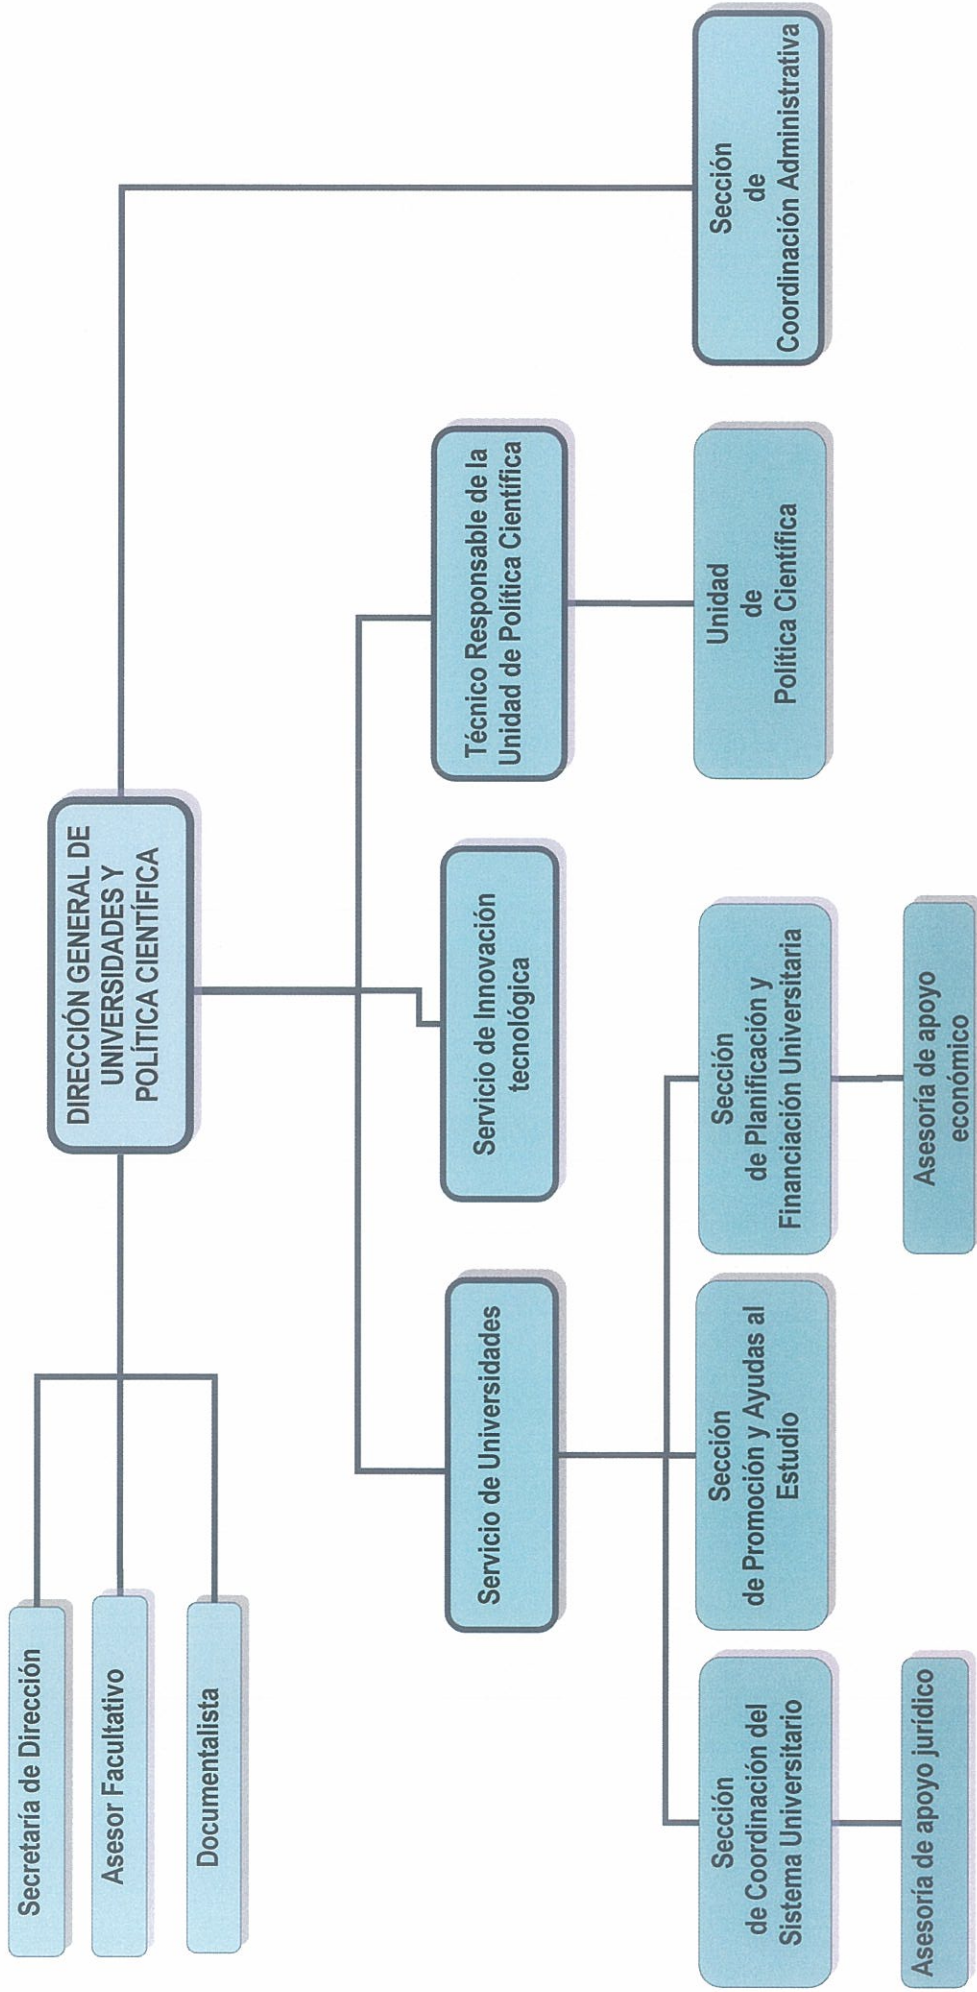 Secretaría de Dirección
Asesor Facultativo
Documentalista
DIRECCIÓN GENERAL DE
UNIVERSIDADES Y
POLÍTICA CIENTÍFICA
Servicio de Universidades
Servicio de Innovación
tecnológica
Técnico Responsable de la
Unidad de Política Científica
Sección
de Coordinación del
Sistema Universitario
Sección
de Promoción y Ayudas al
Estudio
Sección
de Planificación y
Financiación Universitaria
Unidad
de
Política Científica
Sección
de
Coordinación Administrativa
Asesoría de apoyo jurídico
Asesoría de apoyo
económico